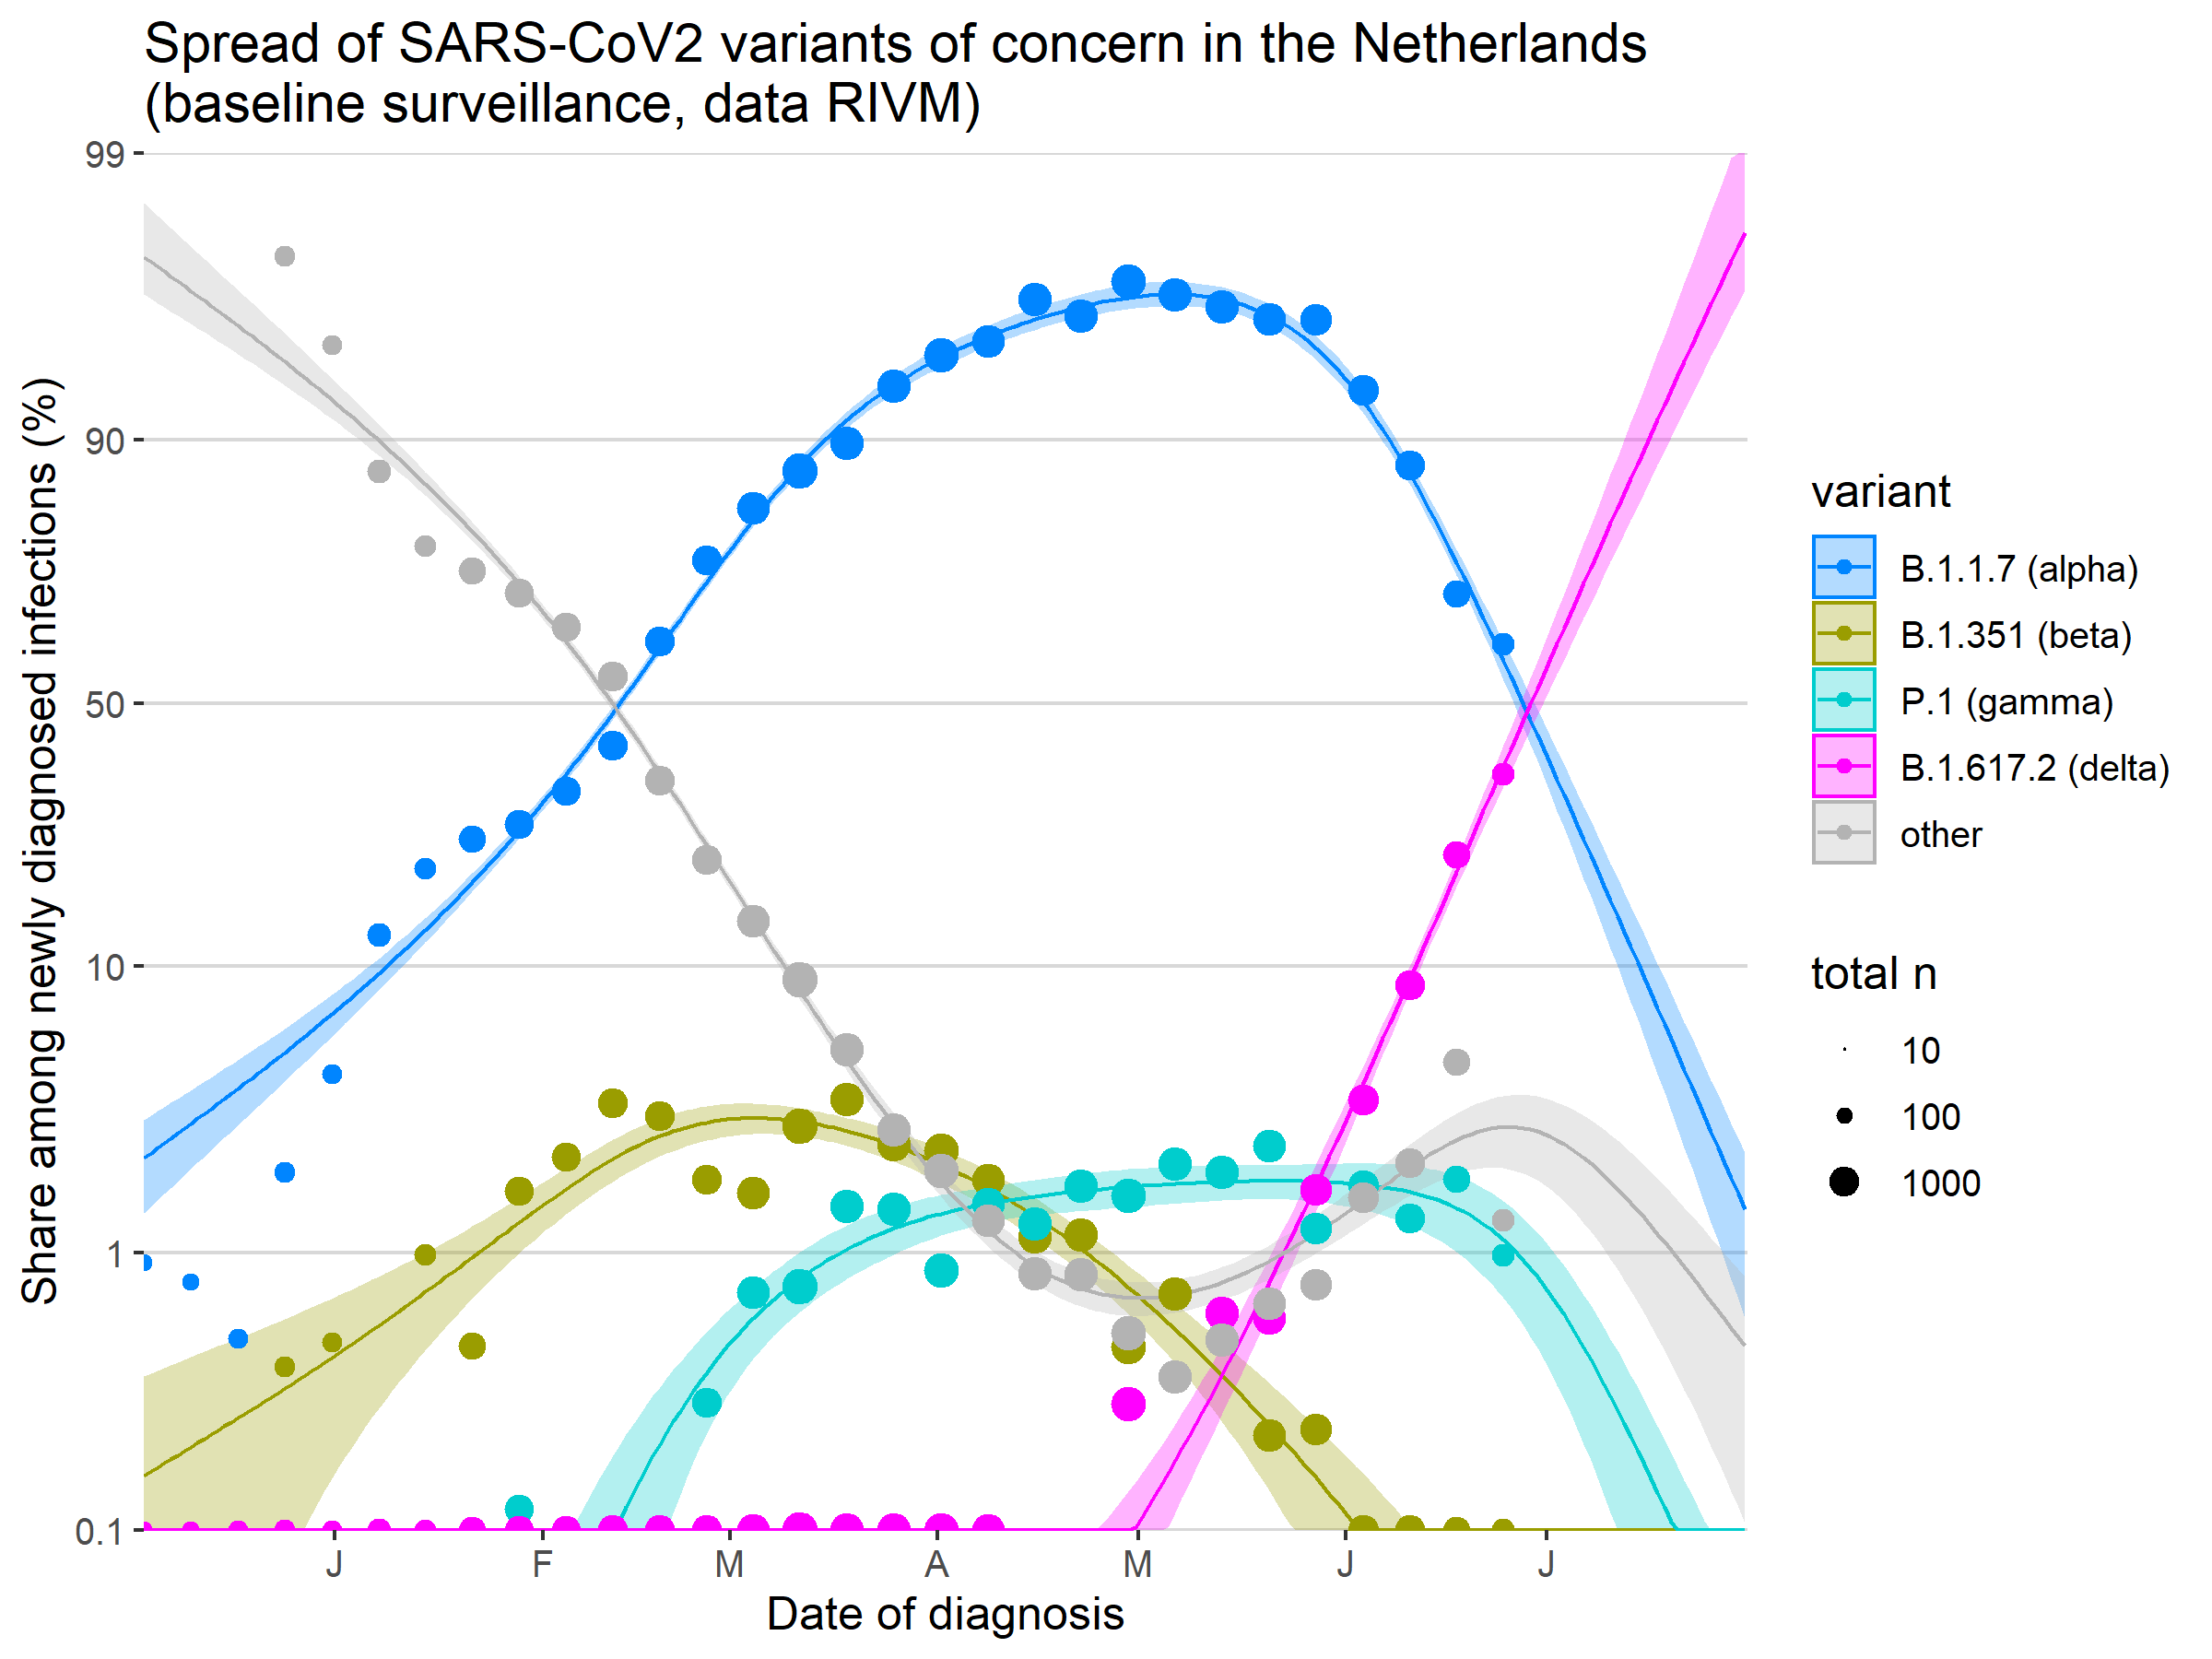 Spread of SARS-CoV2 variants of concern in the Netherlands
(baseline surveillance, data RIVM)
Share among newly diagnosed infections (%)
99
90
50
10
1
0.1
J
F
M
A
M
J
J
Date of diagnosis
variant
B.1.1.7 (alpha)
B.1.351 (beta)
P.1 (gamma)
B.1.617.2 (delta)
other
total n
10
100
1000